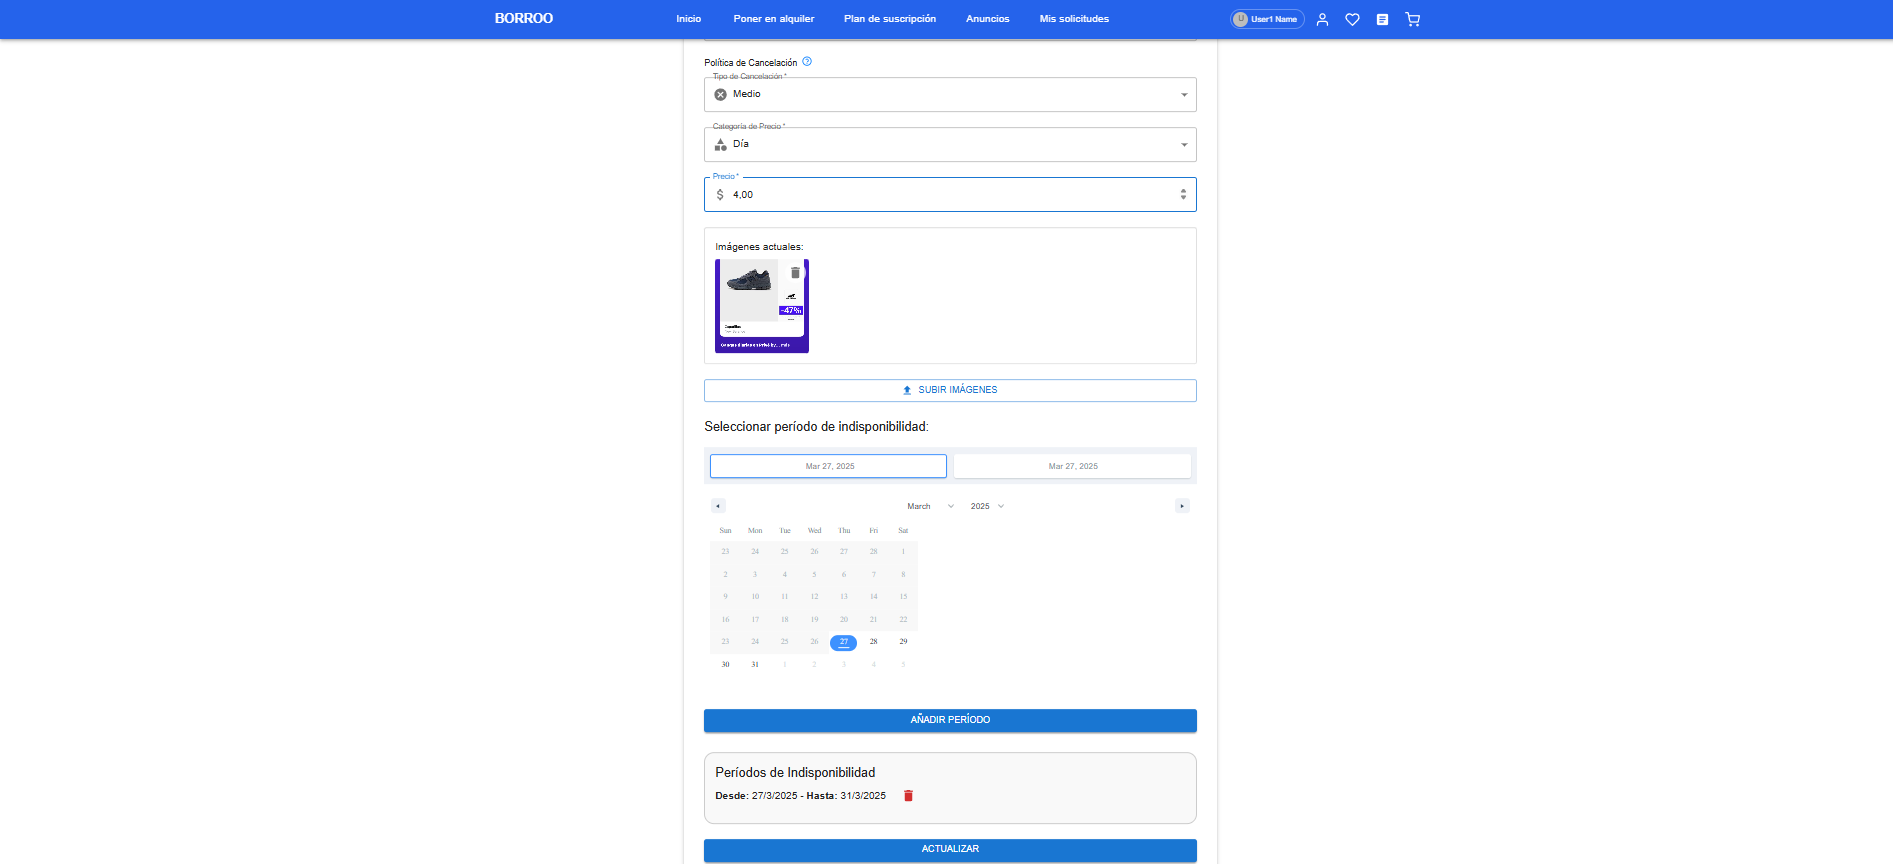 BORROO
Inicio
Poner en alquiler
Plan de suscripción
Anuncios
Mis solicitudes
U
User1 Name
Política de Cancelación
Tipo de Cancelación *
Medio
Categoría de Precio *
Día
Precio *
$ 4,00
Imágenes actuales:
-47%
SUBIR IMÁGENES
Seleccionar período de indisponibilidad:
Mar 27, 2025
Mar 27, 2025
March
2025
Sun Mon Tue Wed Thu Fri Sat
23 24 25 26 27 28 1
2 3 4 5 6 7 8
9 10 11 12 13 14 15
16 17 18 19 20 21 22
23 24 25 26 27 28 29
30 31 1 2 3 4 5
AÑADIR PERÍODO
Períodos de Indisponibilidad
Desde: 27/3/2025 - Hasta: 31/3/2025
ACTUALIZAR